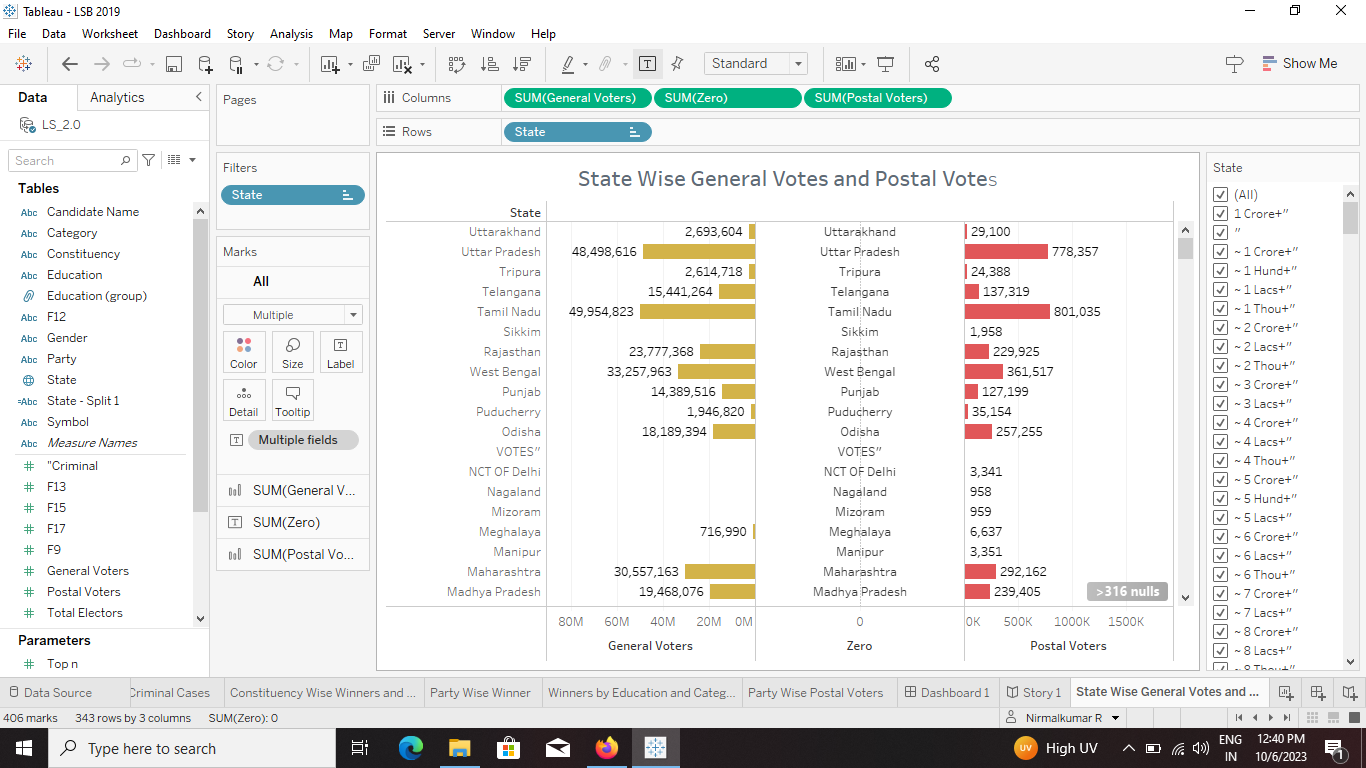 Tableau - LSB 2019
File Data Worksheet Dashboard Story Analysis Map Format Server Window Help
Standard
Show Me
Data Analytics
LS_2.0
Search
Tables
Abc Candidate Name
Abc Category
Abc Constituency
Abc Education
Education (group)
Abc F12
Abc Gender
Abc Party
State
=Abc State - Split 1
Abc Symbol
Abc Measure Names
# "Criminal
# F13
# F15
# F17
# F9
# General Voters
# Postal Voters
# Total Electors
Parameters
# Top n
Pages
Filters
State
Marks
All
Multiple
Color Size Label
Detail Tooltip
Multiple fields
SUM(General V...
SUM(Zero)
SUM(Postal Vo...
Columns SUM(General Voters) SUM(Zero) SUM(Postal Voters)
Rows State
State Wise General Votes and Postal Votes
State
Uttarakhand 2,693,604 Uttarakhand 29,100
Uttar Pradesh 48,498,616 Uttar Pradesh 778,357
Tripura 2,614,718 Tripura 24,388
Telangana 15,441,264 Telangana 137,319
Tamil Nadu 49,954,823 Tamil Nadu 801,035
Sikkim Sikkim 1,958
Rajasthan 23,777,368 Rajasthan 229,925
West Bengal 33,257,963 West Bengal 361,517
Punjab 14,389,516 Punjab 127,199
Puducherry 1,946,820 Puducherry 35,154
Odisha 18,189,394 Odisha 257,255
VOTES" VOTES"
NCT OF Delhi NCT OF Delhi 3,341
Nagaland Nagaland 958
Mizoram Mizoram 959
Meghalaya 716,990 Meghalaya 6,637
Manipur Manipur 3,351
Maharashtra 30,557,163 Maharashtra 292,162
Madhya Pradesh 19,468,076 Madhya Pradesh 239,405
>316 nulls
80M 60M 40M 20M 0M 0 0K 500K 1000K 1500K
General Voters Zero Postal Voters
State
(All)
1 Crore+"
"
~ 1 Crore+"
~ 1 Hund+"
~ 1 Lacs+"
~ 1 Thou+"
~ 2 Crore+"
~ 2 Lacs+"
~ 2 Thou+"
~ 3 Crore+"
~ 3 Lacs+"
~ 4 Crore+"
~ 4 Lacs+"
~ 4 Thou+"
~ 5 Crore+"
~ 5 Hund+"
~ 5 Lacs+"
~ 6 Crore+"
~ 6 Lacs+"
~ 6 Thou+"
~ 7 Crore+"
~ 7 Lacs+"
~ 8 Crore+"
~ 8 Lacs+"
~ 8 Thou+"
Data Source Criminal Cases Constituency Wise Winners and ... Party Wise Winner Winners by Education and Categ... Party Wise Postal Voters Dashboard 1 Story 1 State Wise General Votes and ...
406 marks 343 rows by 3 columns SUM(Zero): 0 Nirmalkumar R
Type here to search
UV High UV
ENG
IN
12:40 PM
10/6/2023
1